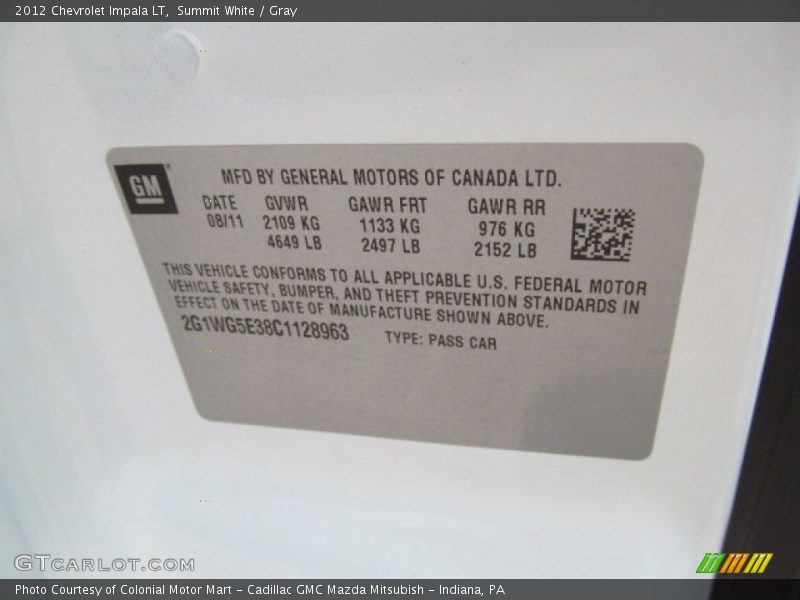 2012 Chevrolet Impala LT, Summit White / Gray
GM
MFD BY GENERAL MOTORS OF CANADA LTD.
DATE GVWR GAWR FRT GAWR RR
08/11 2109 KG 1133 KG 976 KG
4649 LB 2497 LB 2152 LB
THIS VEHICLE CONFORMS TO ALL APPLICABLE U.S. FEDERAL MOTOR
VEHICLE SAFETY, BUMPER, AND THEFT PREVENTION STANDARDS IN
EFFECT ON THE DATE OF MANUFACTURE SHOWN ABOVE.
2G1WG5E38C1128963 TYPE: PASS CAR
GTCARLOT.COM
Photo Courtesy of Colonial Motor Mart - Cadillac GMC Mazda Mitsubish - Indiana, PA